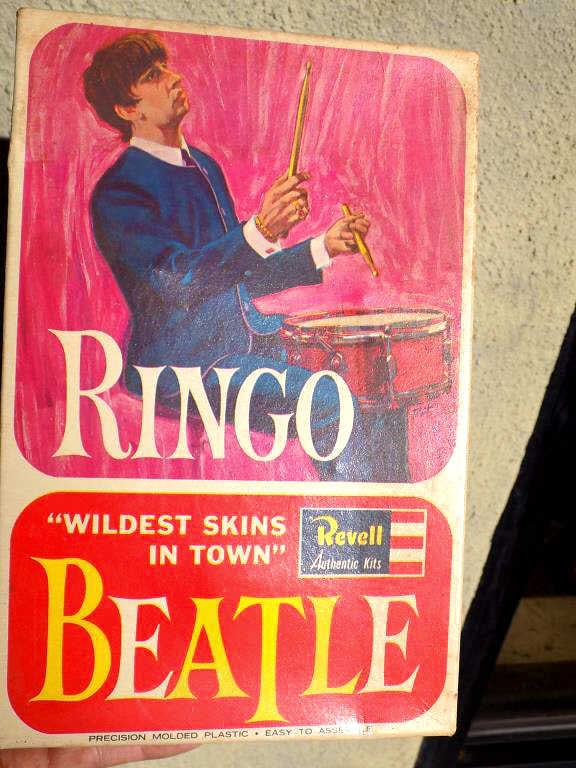 RINGO
"WILDEST SKINS
IN TOWN"
Revell
Authentic Kits
BEATLE
PRECISION MOLDED PLASTIC • EASY TO